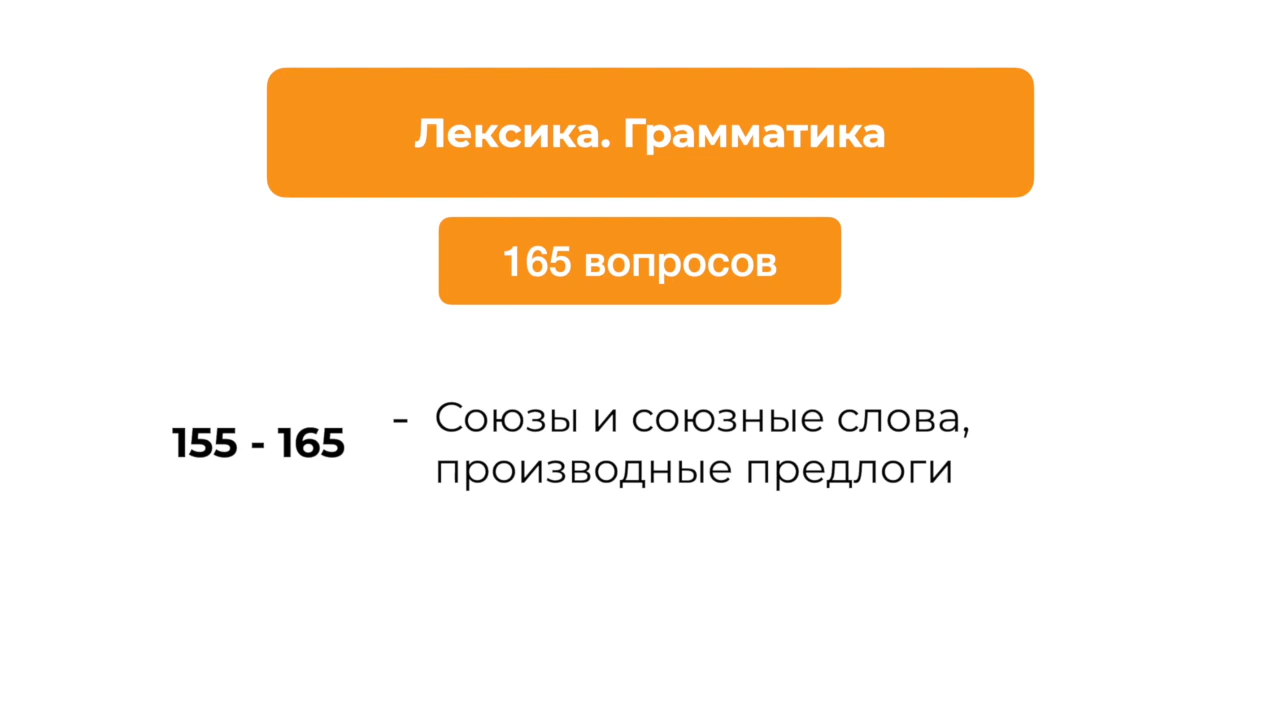 Лексика. Грамматика
165 вопросов
155 - 165
- Союзы и союзные слова,
производные предлоги